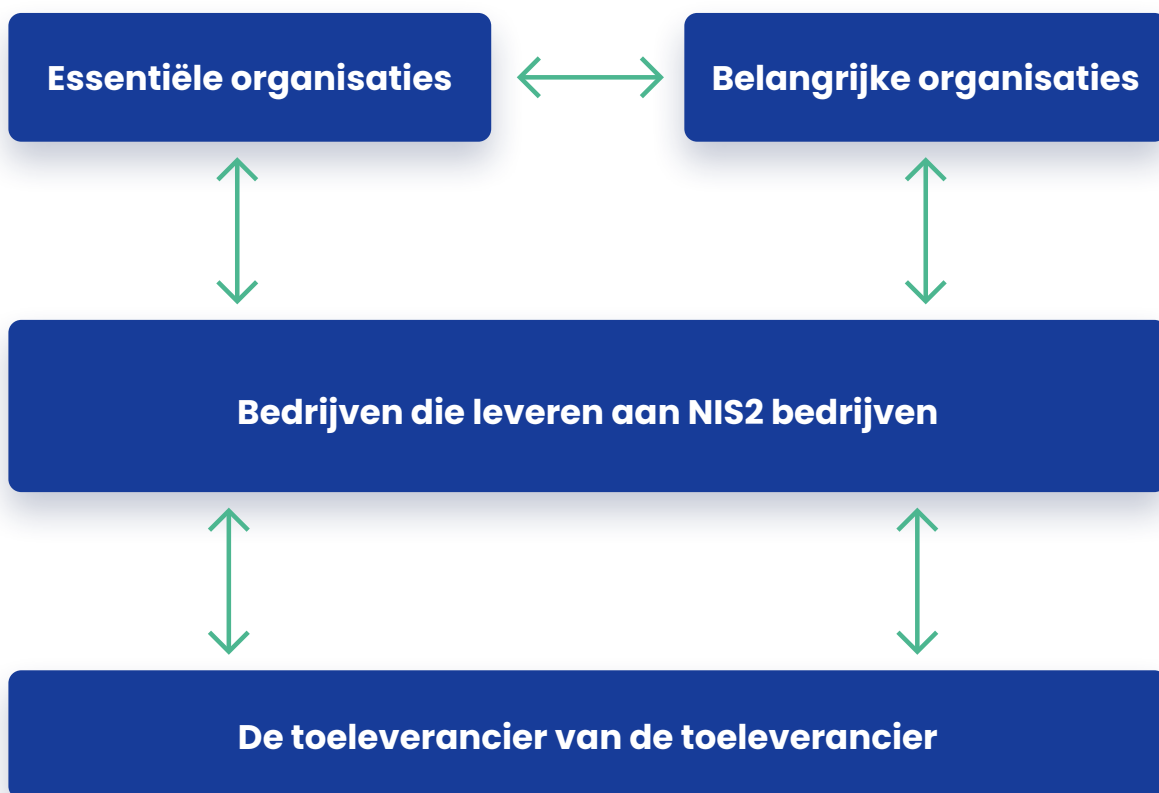 Essentiële organisaties
Belangrijke organisaties
Bedrijven die leveren aan NIS2 bedrijven
De toeleverancier van de toeleverancier